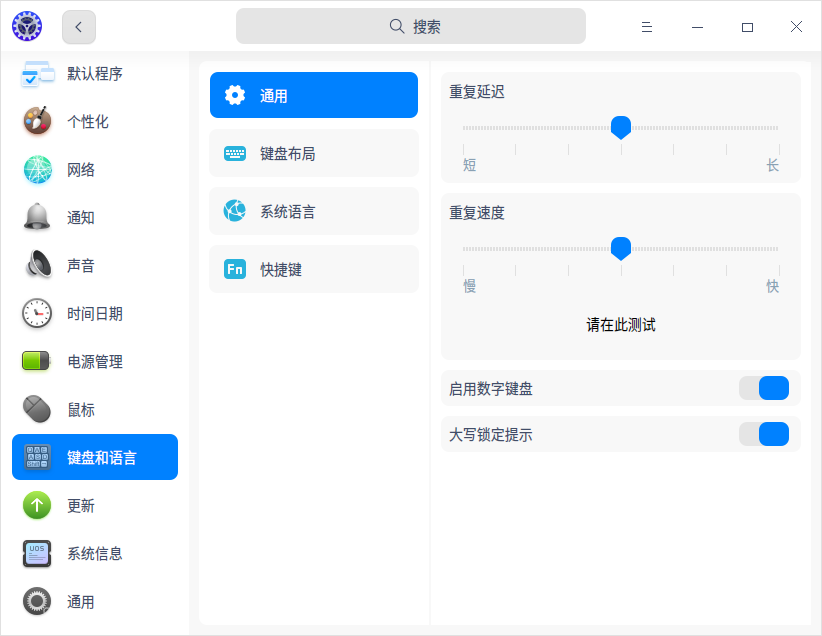 搜索
默认程序
个性化
网络
通知
声音
时间日期
电源管理
鼠标
键盘和语言
更新
UOS
系统信息
通用
通用
键盘布局
系统语言
Fn
快捷键
重复延迟
短
长
重复速度
慢
快
请在此测试
启用数字键盘
大写锁定提示